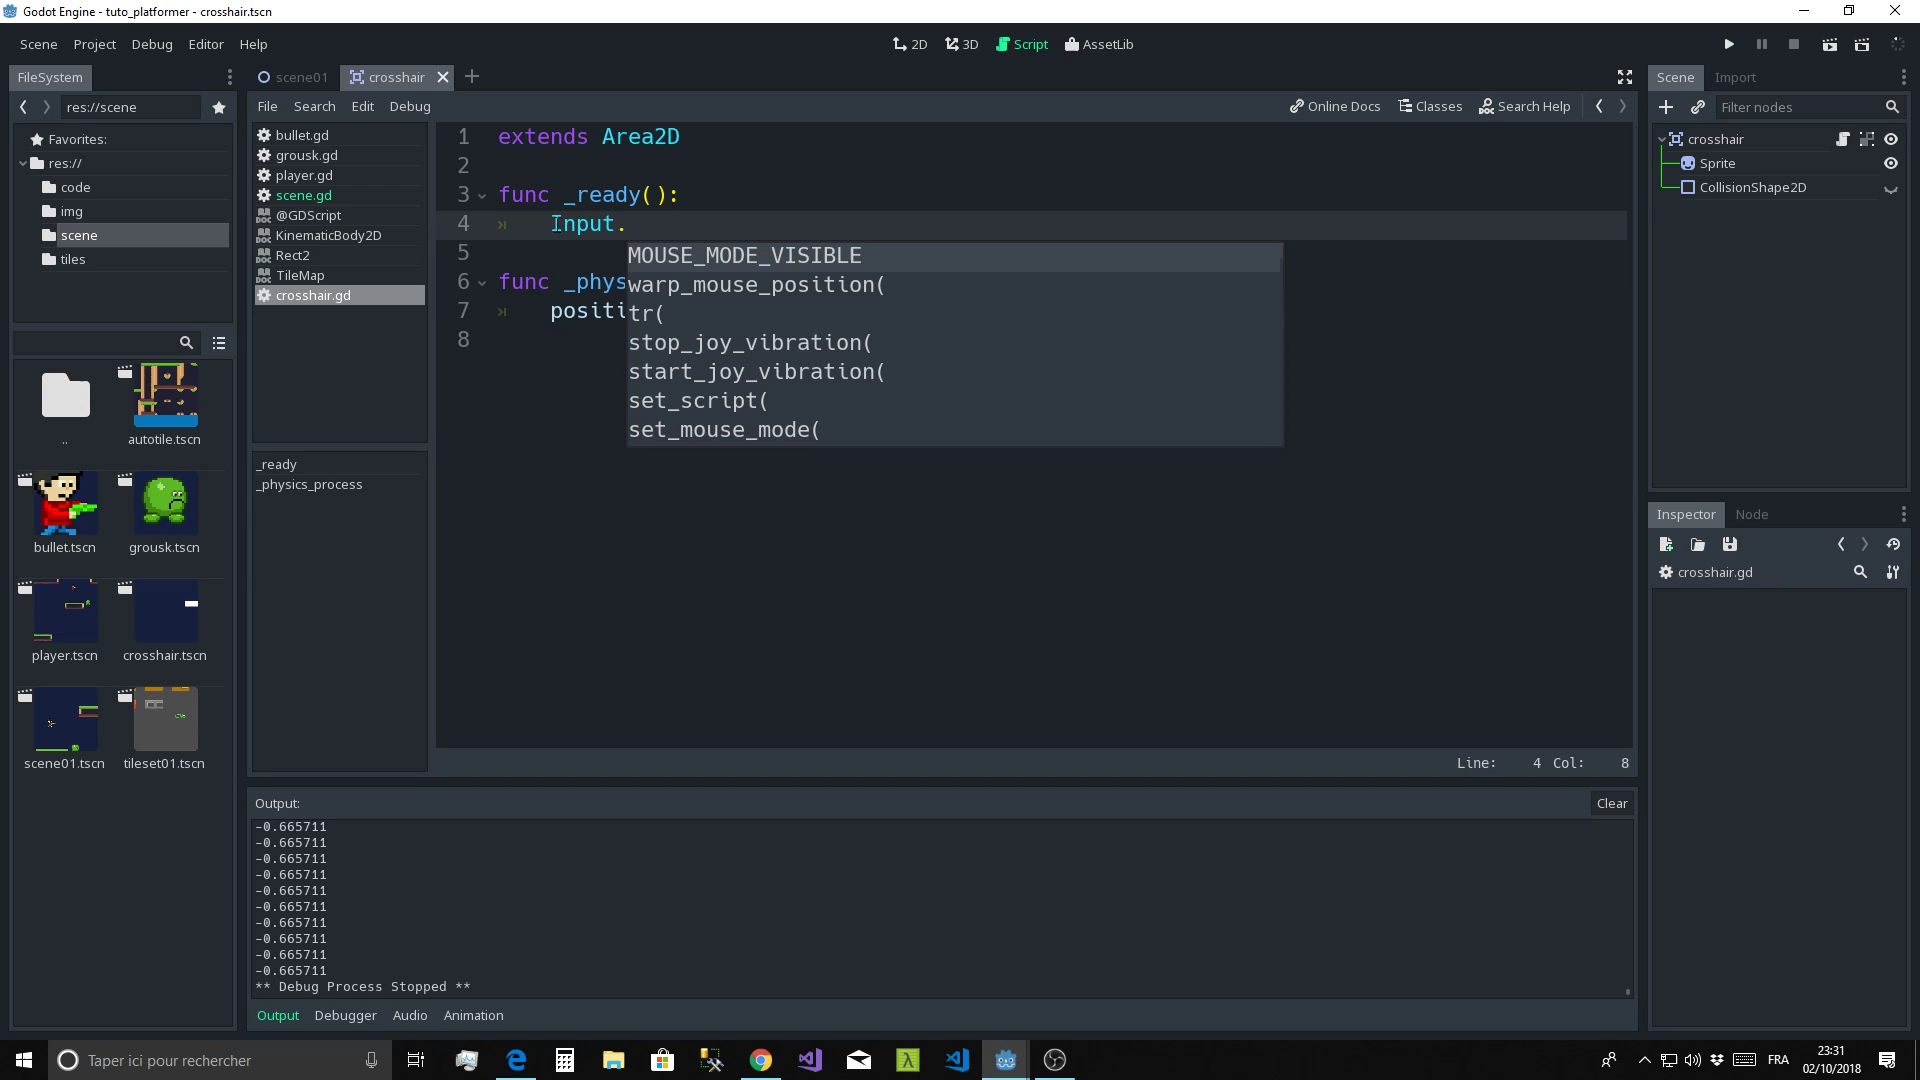 Godot Engine - tuto_platformer - crosshair.tscn
Scene Project Debug Editor Help
2D 3D Script AssetLib
FileSystem
scene01 crosshair
Scene Import
res://scene
File Search Edit Debug
Online Docs Classes Search Help
Filter nodes
Favorites:
res://
code
img
scene
tiles
bullet.gd
grousk.gd
player.gd
scene.gd
@GDScript
KinematicBody2D
Rect2
TileMap
crosshair.gd
1 extends Area2D
2
3 func _ready():
4 Input.
5
6 func _phys
7 positi
8
MOUSE_MODE_VISIBLE
warp_mouse_position(
tr(
stop_joy_vibration(
start_joy_vibration(
set_script(
set_mouse_mode(
crosshair
Sprite
CollisionShape2D
..
autotile.tscn
bullet.tscn
grousk.tscn
player.tscn
crosshair.tscn
scene01.tscn
tileset01.tscn
_ready
_physics_process
Line: 4 Col: 8
Inspector Node
crosshair.gd
Output:
Clear
-0.665711
-0.665711
-0.665711
-0.665711
-0.665711
-0.665711
-0.665711
-0.665711
-0.665711
-0.665711
** Debug Process Stopped **
Output Debugger Audio Animation
Taper ici pour rechercher
FRA
23:31
02/10/2018